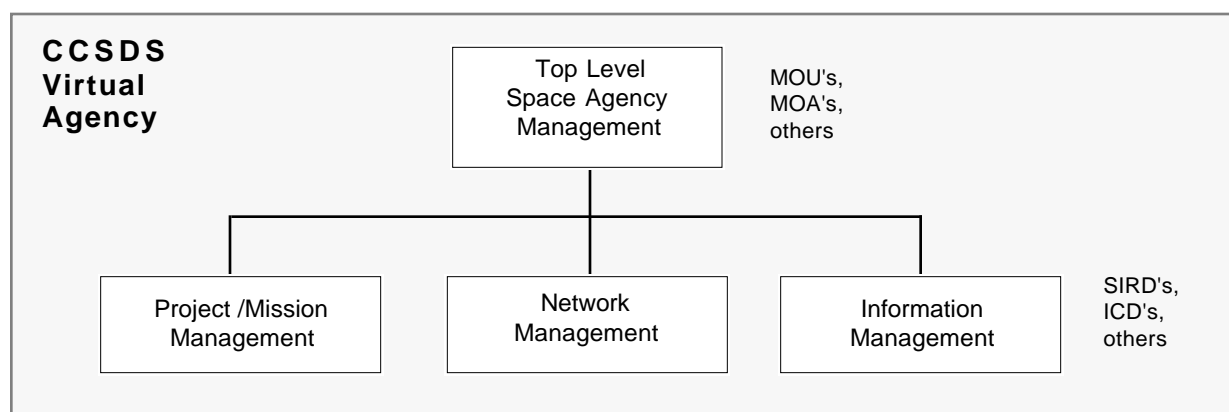 CCSDS
Virtual
Agency
Top Level
Space Agency
Management
MOU's,
MOA's,
others
Project /Mission
Management
Network
Management
Information
Management
SIRD's,
ICD's,
others